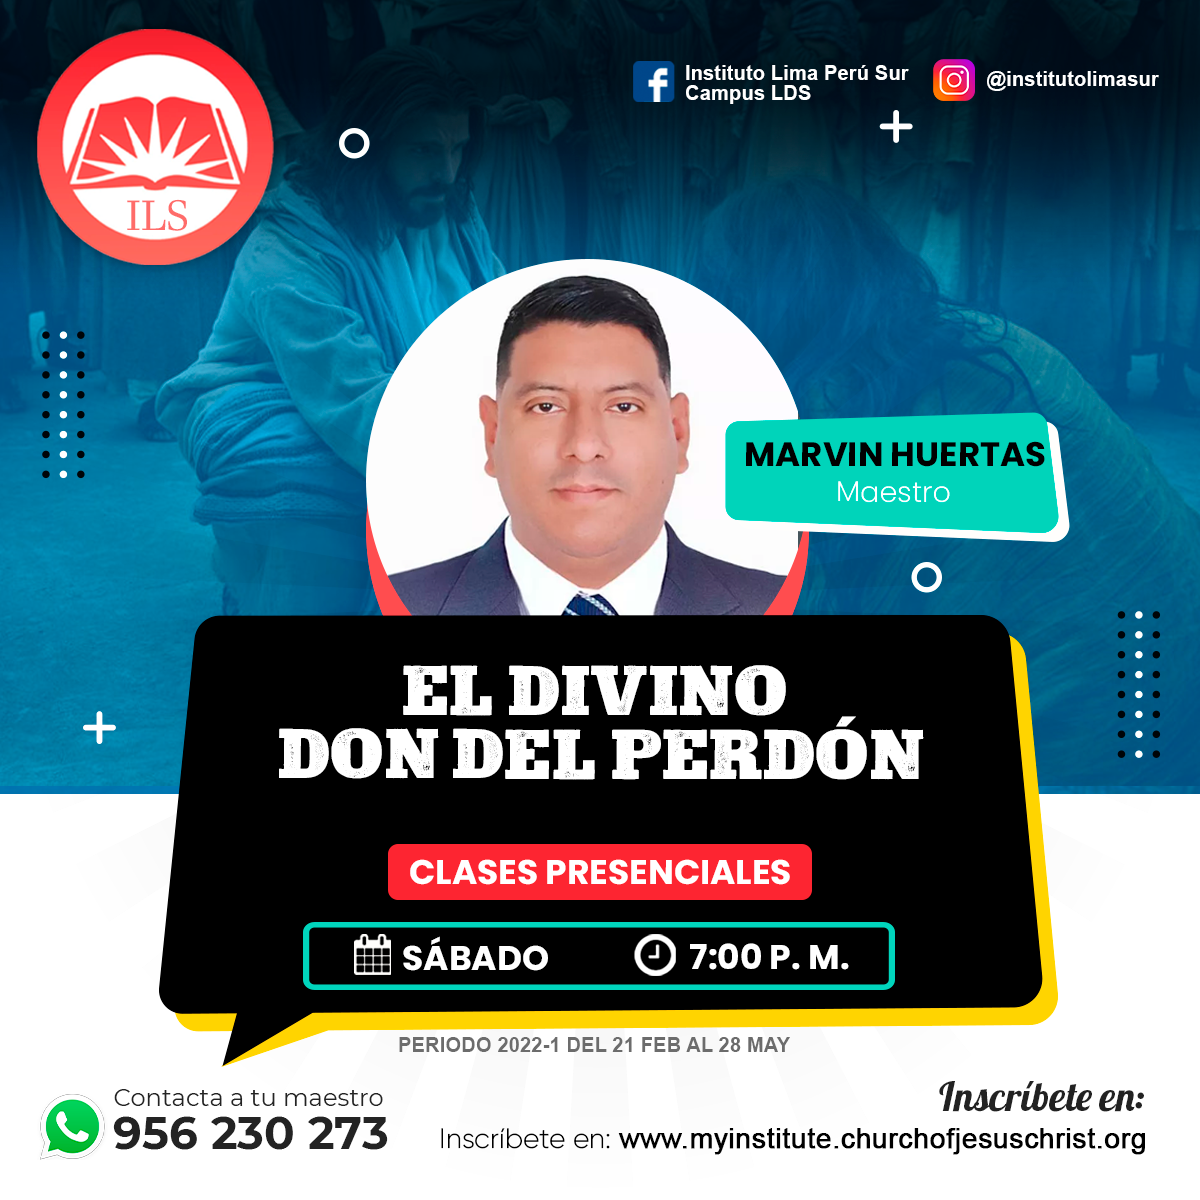 ILS
Instituto Lima Perú Sur
Campus LDS
@institutolimasur
MARVIN HUERTAS
Maestro
EL DIVINO
DON DEL PERDÓN
CLASES PRESENCIALES
SÁBADO
7:00 P. M.
PERIODO 2022-1 DEL 21 FEB AL 28 MAY
Contacta a tu maestro
956 230 273
Inscríbete en:
Inscríbete en: www.myinstitute.churchofjesuschrist.org